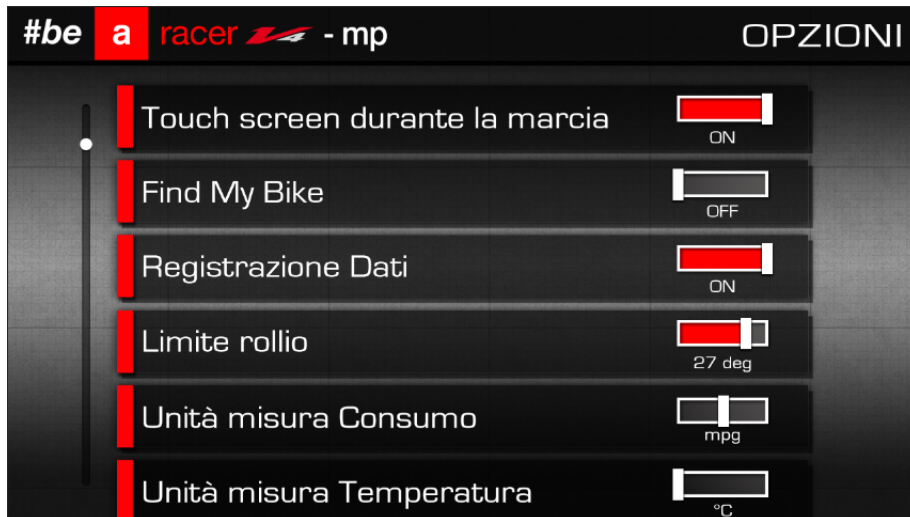 #be a racer V4 - mp
OPZIONI
Touch screen durante la marcia
ON
Find My Bike
OFF
Registrazione Dati
ON
Limite rollio
27 deg
Unità misura Consumo
mpg
Unità misura Temperatura
°C